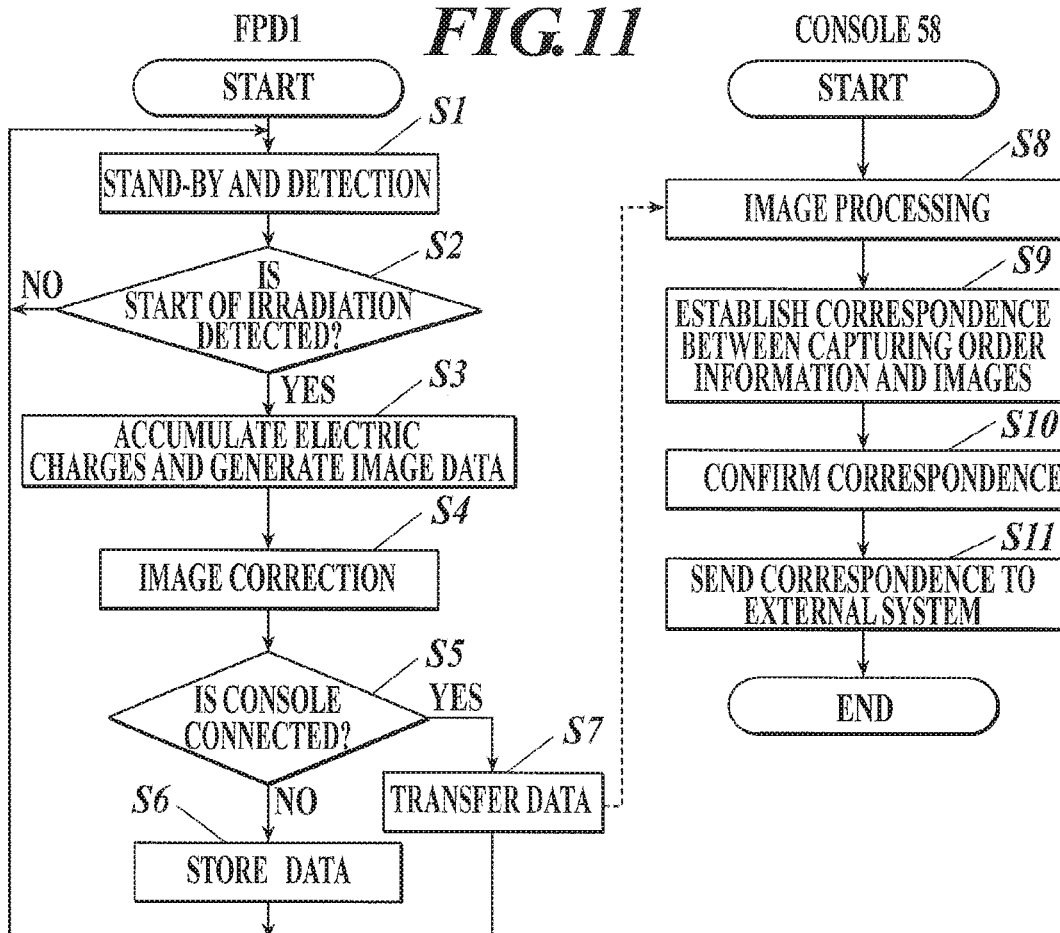 FIG. 11
FPD1
START
S1
STAND-BY AND DETECTION
S2
IS
START OF IRRADIATION
DETECTED?
NO
YES
S3
ACCUMULATE ELECTRIC
CHARGES AND GENERATE IMAGE DATA
S4
IMAGE CORRECTION
S5
IS CONSOLE
CONNECTED?
YES
NO
S6
STORE DATA
S7
TRANSFER DATA
CONSOLE 58
START
S8
IMAGE PROCESSING
S9
ESTABLISH CORRESPONDENCE
BETWEEN CAPTURING ORDER
INFORMATION AND IMAGES
S10
CONFIRM CORRESPONDENCE
S11
SEND CORRESPONDENCE TO
EXTERNAL SYSTEM
END